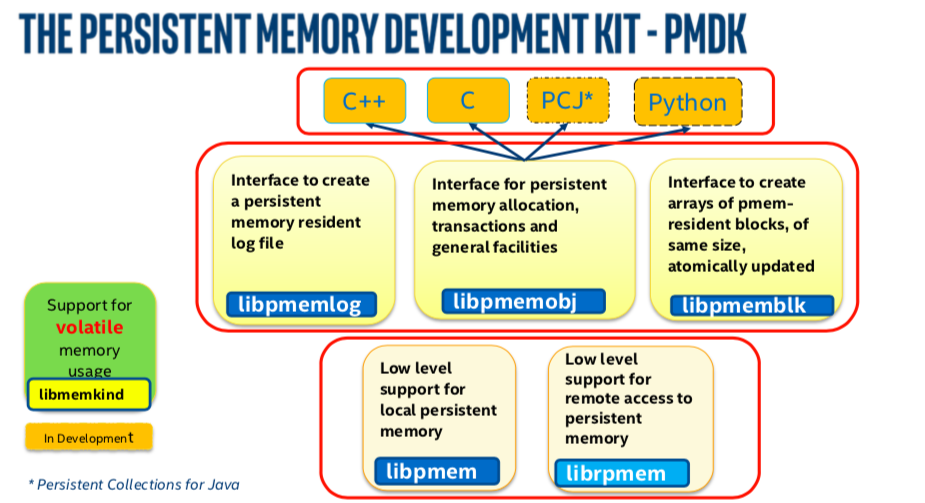 THE PERSISTENT MEMORY DEVELOPMENT KIT - PMDK
C++
C
PCJ*
Python
Interface to create
a persistent
memory resident
log file
libpmemlog
Interface for persistent
memory allocation,
transactions and
general facilities
libpmemobj
Interface to create
arrays of pmem-
resident blocks, of
same size,
atomically updated
libpmemblk
Support for
volatile
memory
usage
libmemkind
In Development
Low level
support for
local persistent
memory
libpmem
Low level
support for
remote access to
persistent
memory
librpmem
* Persistent Collections for Java